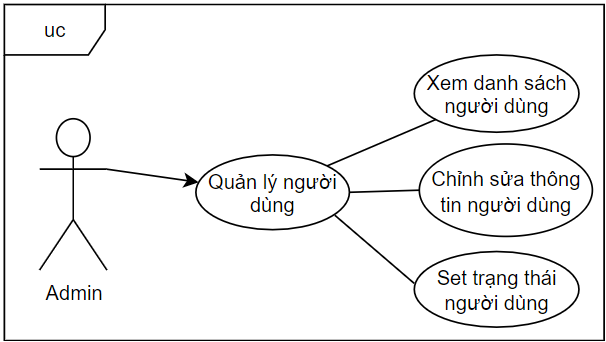 uc
Xem danh sách
người dùng
Quản lý người
dùng
Chỉnh sửa thông
tin người dùng
Set trạng thái
người dùng
Admin